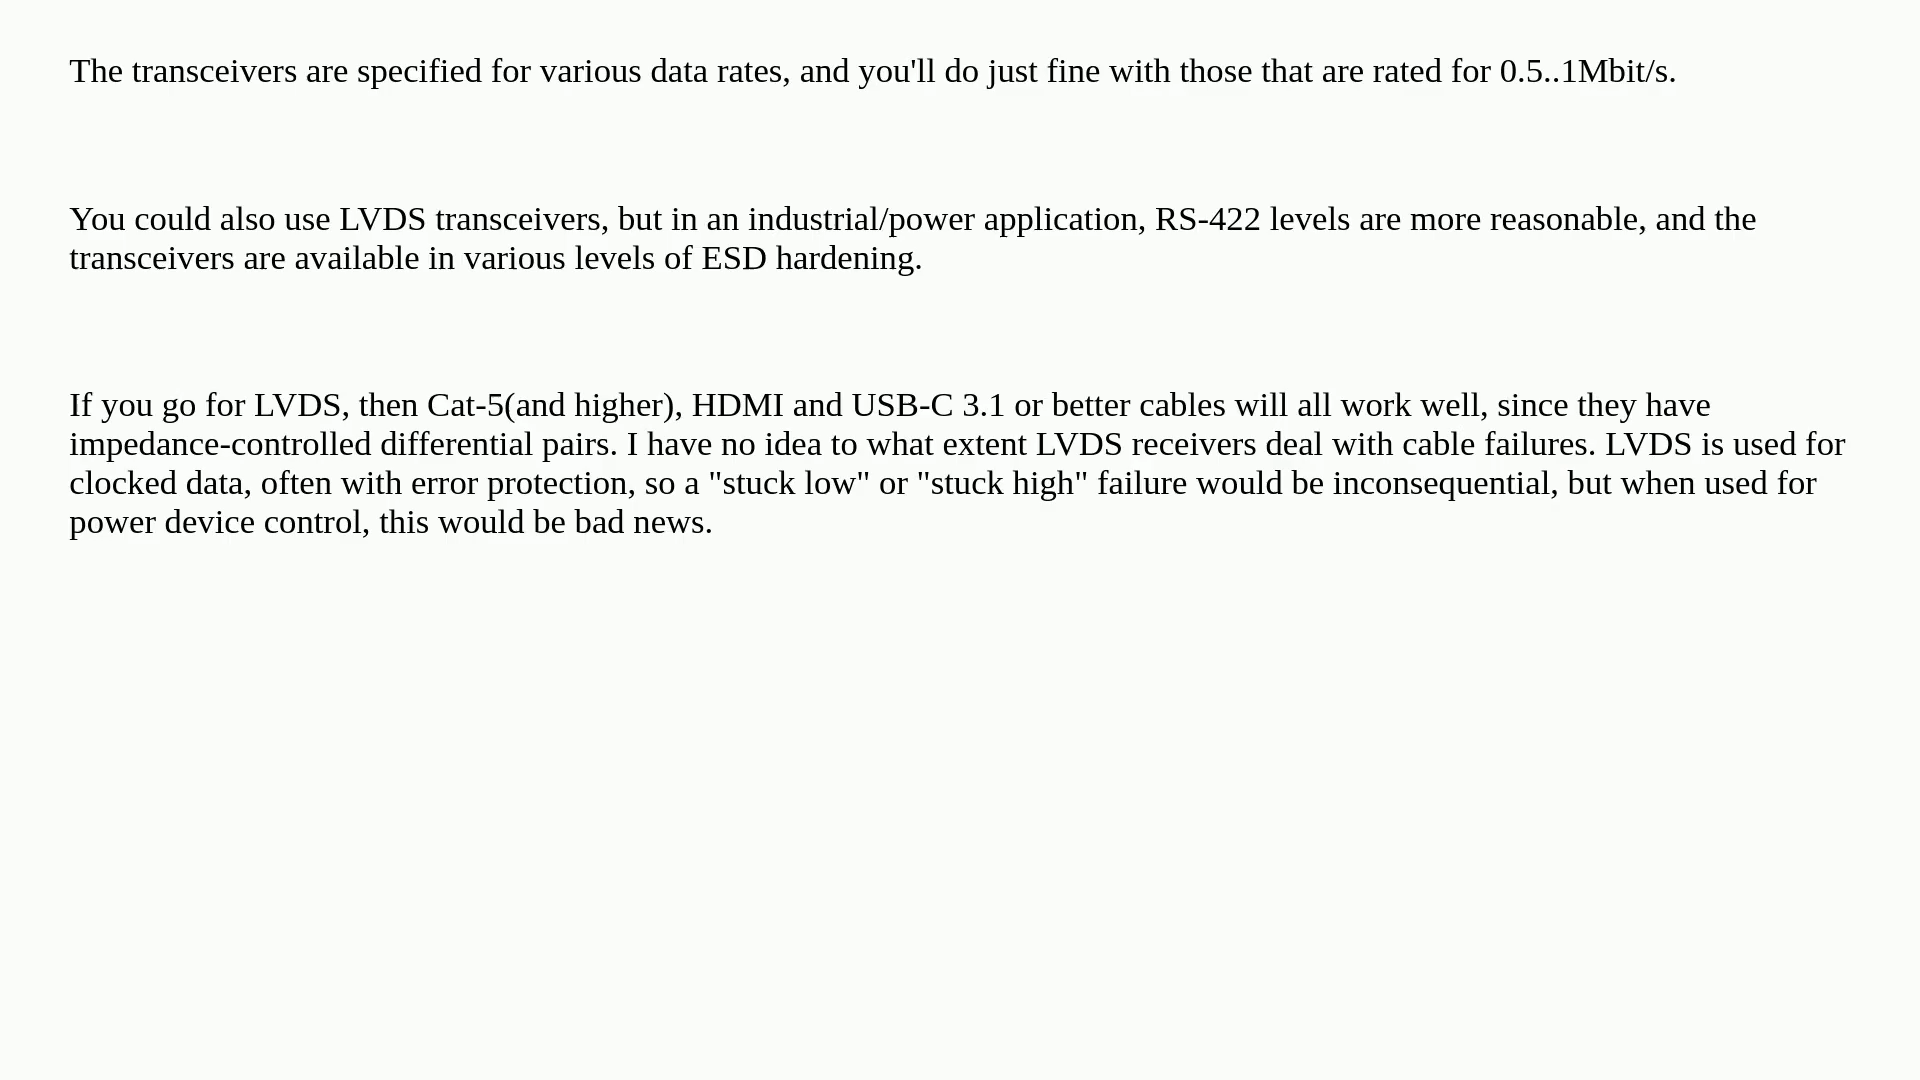 The transceivers are specified for various data rates, and you'll do just fine with those that are rated for 0.5..1Mbit/s.
You could also use LVDS transceivers, but in an industrial/power application, RS-422 levels are more reasonable, and the
transceivers are available in various levels of ESD hardening.
If you go for LVDS, then Cat-5(and higher), HDMI and USB-C 3.1 or better cables will all work well, since they have
impedance-controlled differential pairs. I have no idea to what extent LVDS receivers deal with cable failures. LVDS is used for
clocked data, often with error protection, so a "stuck low" or "stuck high" failure would be inconsequential, but when used for
power device control, this would be bad news.